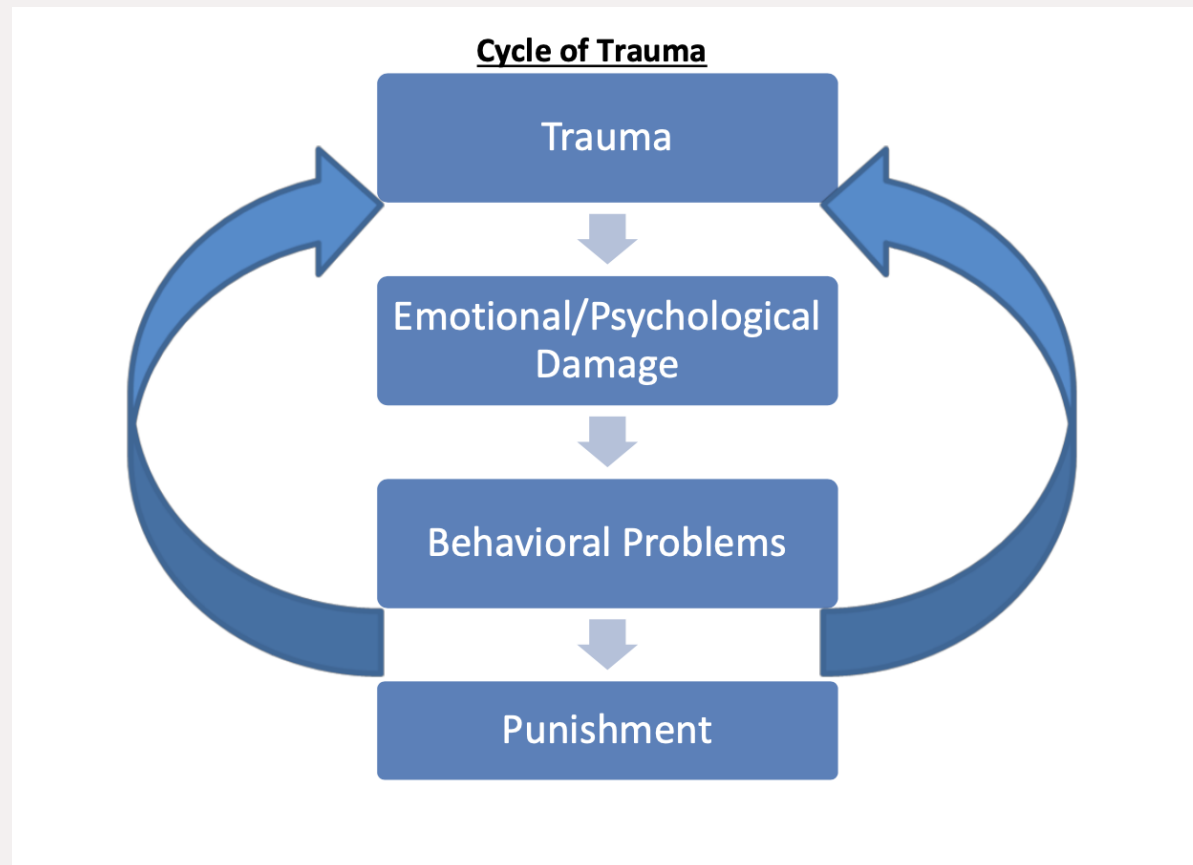 Cycle of Trauma
Trauma
Emotional/Psychological
Damage
Behavioral Problems
Punishment